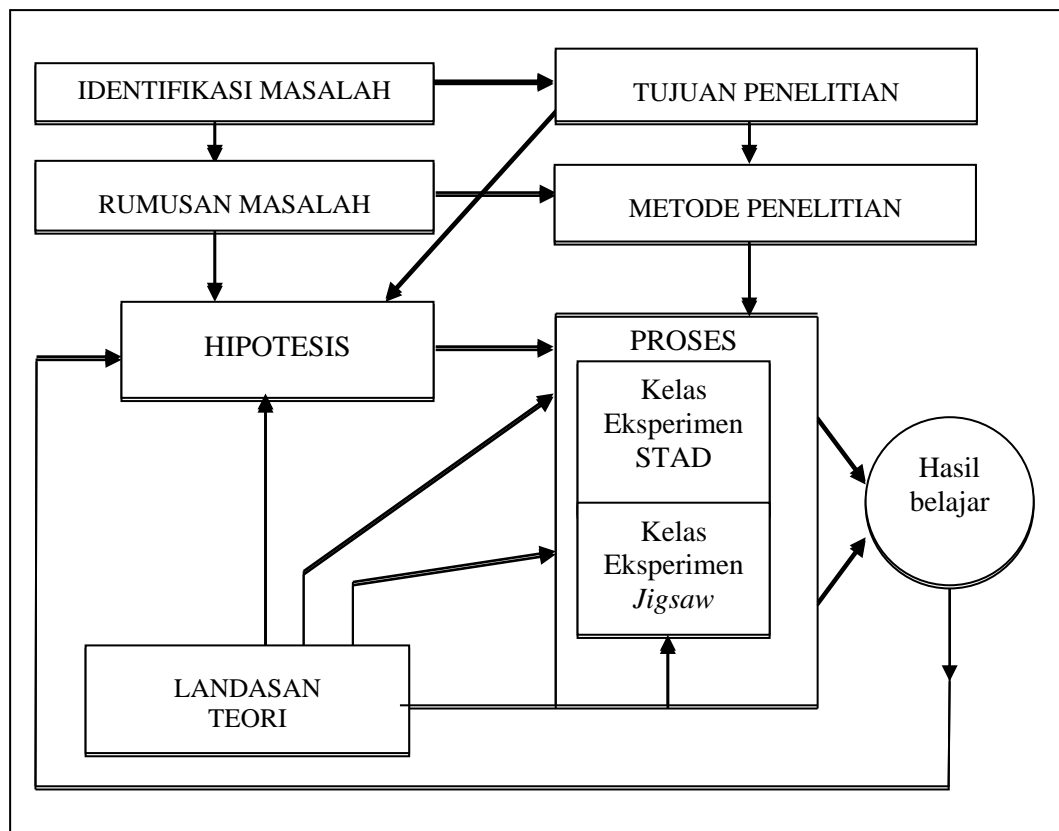 IDENTIFIKASI MASALAH
TUJUAN PENELITIAN
RUMUSAN MASALAH
METODE PENELITIAN
HIPOTESIS
PROSES
Kelas
Eksperimen
STAD
Kelas
Eksperimen
Jigsaw
Hasil
belajar
LANDASAN
TEORI